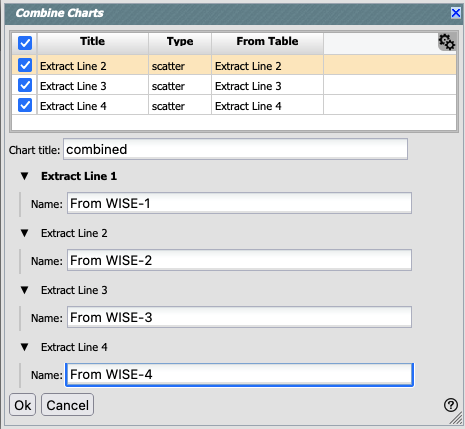 Combine Charts
Title Type From Table
Extract Line 2 scatter Extract Line 2
Extract Line 3 scatter Extract Line 3
Extract Line 4 scatter Extract Line 4
Chart title: combined
▼ Extract Line 1
Name: From WISE-1
▼ Extract Line 2
Name: From WISE-2
▼ Extract Line 3
Name: From WISE-3
▼ Extract Line 4
Name: From WISE-4
Ok Cancel ?